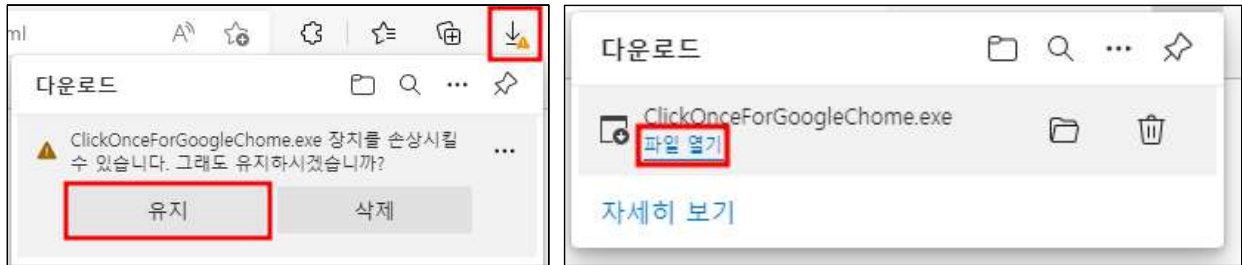 ml
다운로드
ClickOnceForGoogleChome.exe 장치를 손상시킬
수 있습니다. 그래도 유지하시겠습니까?
유지
삭제
다운로드
ClickOnceForGoogleChome.exe
파일 열기
자세히 보기